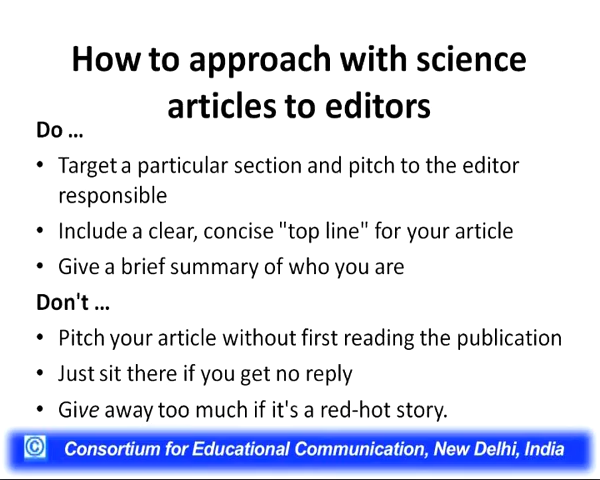 How to approach with science
articles to editors
Do ...
• Target a particular section and pitch to the editor
responsible
• Include a clear, concise "top line" for your article
• Give a brief summary of who you are
Don't ...
• Pitch your article without first reading the publication
• Just sit there if you get no reply
• Give away too much if it's a red-hot story.
© Consortium for Educational Communication, New Delhi, India